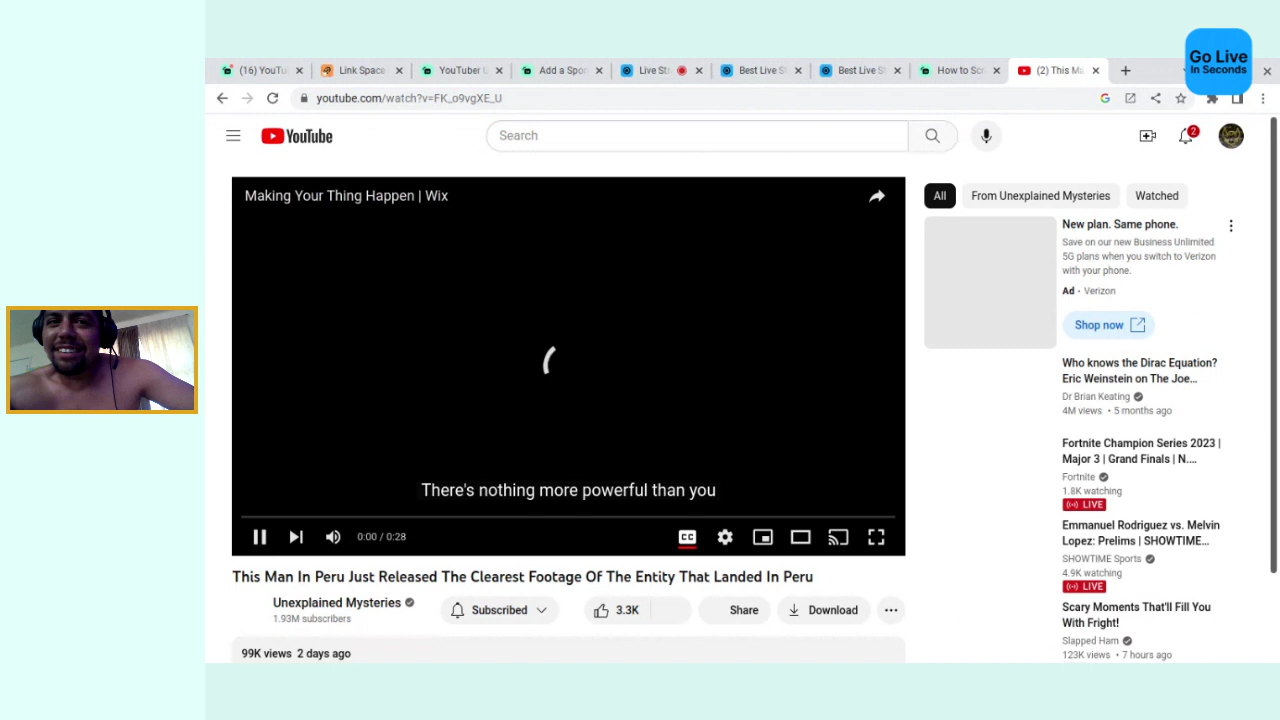 Go Live
In Seconds
(16) YouTu
Link Space
YouTuber L
Add a Spor
Live St
Best Live S
Best Live S
How to Scr
(2) This Ma
youtube.com/watch?v=FK_o9vgXE_U
YouTube
Search
2
Making Your Thing Happen | Wix
There's nothing more powerful than you
0:00 / 0:28
CC
This Man In Peru Just Released The Clearest Footage Of The Entity That Landed In Peru
Unexplained Mysteries
1.93M subscribers
Subscribed
3.3K
Share
Download
99K views 2 days ago
All
From Unexplained Mysteries
Watched
New plan. Same phone.
Save on our new Business Unlimited
5G plans when you switch to Verizon
with your phone.
Ad · Verizon
Shop now
Who knows the Dirac Equation?
Eric Weinstein on The Joe…
Dr Brian Keating
4M views • 5 months ago
Fortnite Champion Series 2023 |
Major 3 | Grand Finals | N.…
Fortnite
1.8K watching
LIVE
Emmanuel Rodriguez vs. Melvin
Lopez: Prelims | SHOWTIME…
SHOWTIME Sports
4.9K watching
LIVE
Scary Moments That'll Fill You
With Fright!
Slapped Ham
123K views • 7 hours ago